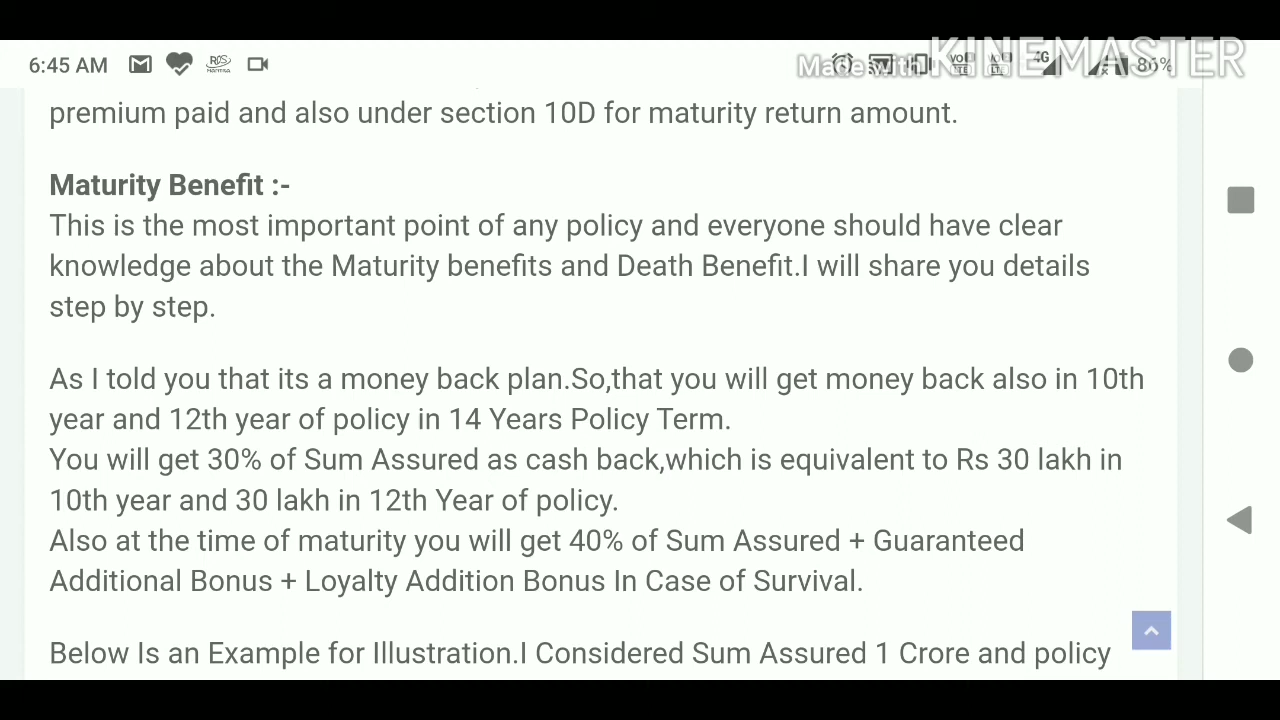 6:45 AM
Made with KINEMASTER
4G
86%
premium paid and also under section 10D for maturity return amount.
Maturity Benefit :-
This is the most important point of any policy and everyone should have clear
knowledge about the Maturity benefits and Death Benefit.I will share you details
step by step.
As I told you that its a money back plan.So,that you will get money back also in 10th
year and 12th year of policy in 14 Years Policy Term.
You will get 30% of Sum Assured as cash back,which is equivalent to Rs 30 lakh in
10th year and 30 lakh in 12th Year of policy.
Also at the time of maturity you will get 40% of Sum Assured + Guaranteed
Additional Bonus + Loyalty Addition Bonus In Case of Survival.
Below Is an Example for Illustration.I Considered Sum Assured 1 Crore and policy